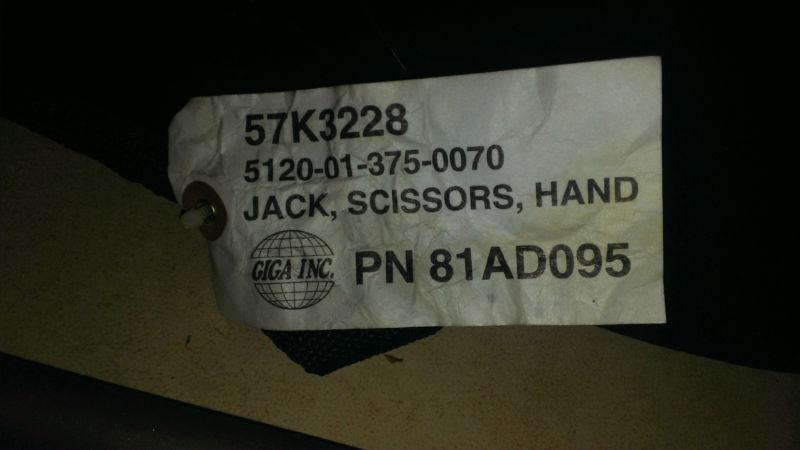 57K3228
5120-01-375-0070
JACK, SCISSORS, HAND
GIGA INC.
PN 81AD095